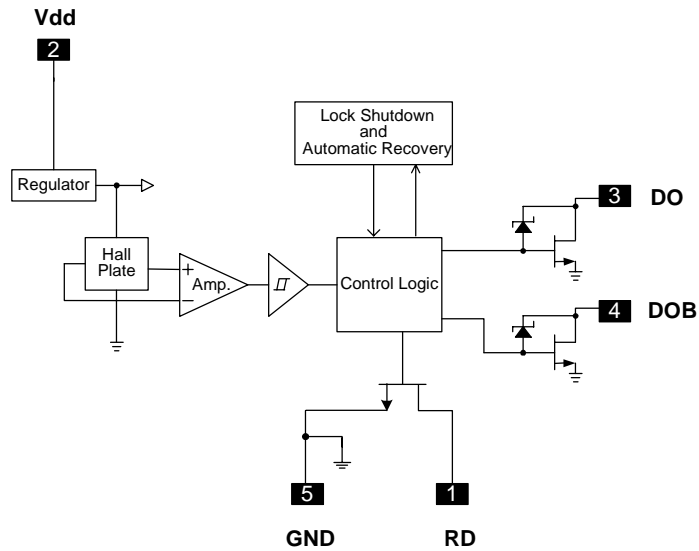 Vdd
2
Lock Shutdown
and
Automatic Recovery
Regulator
3 DO
Hall
Plate
+
Amp.
−
Control Logic
4 DOB
5
1
GND
RD